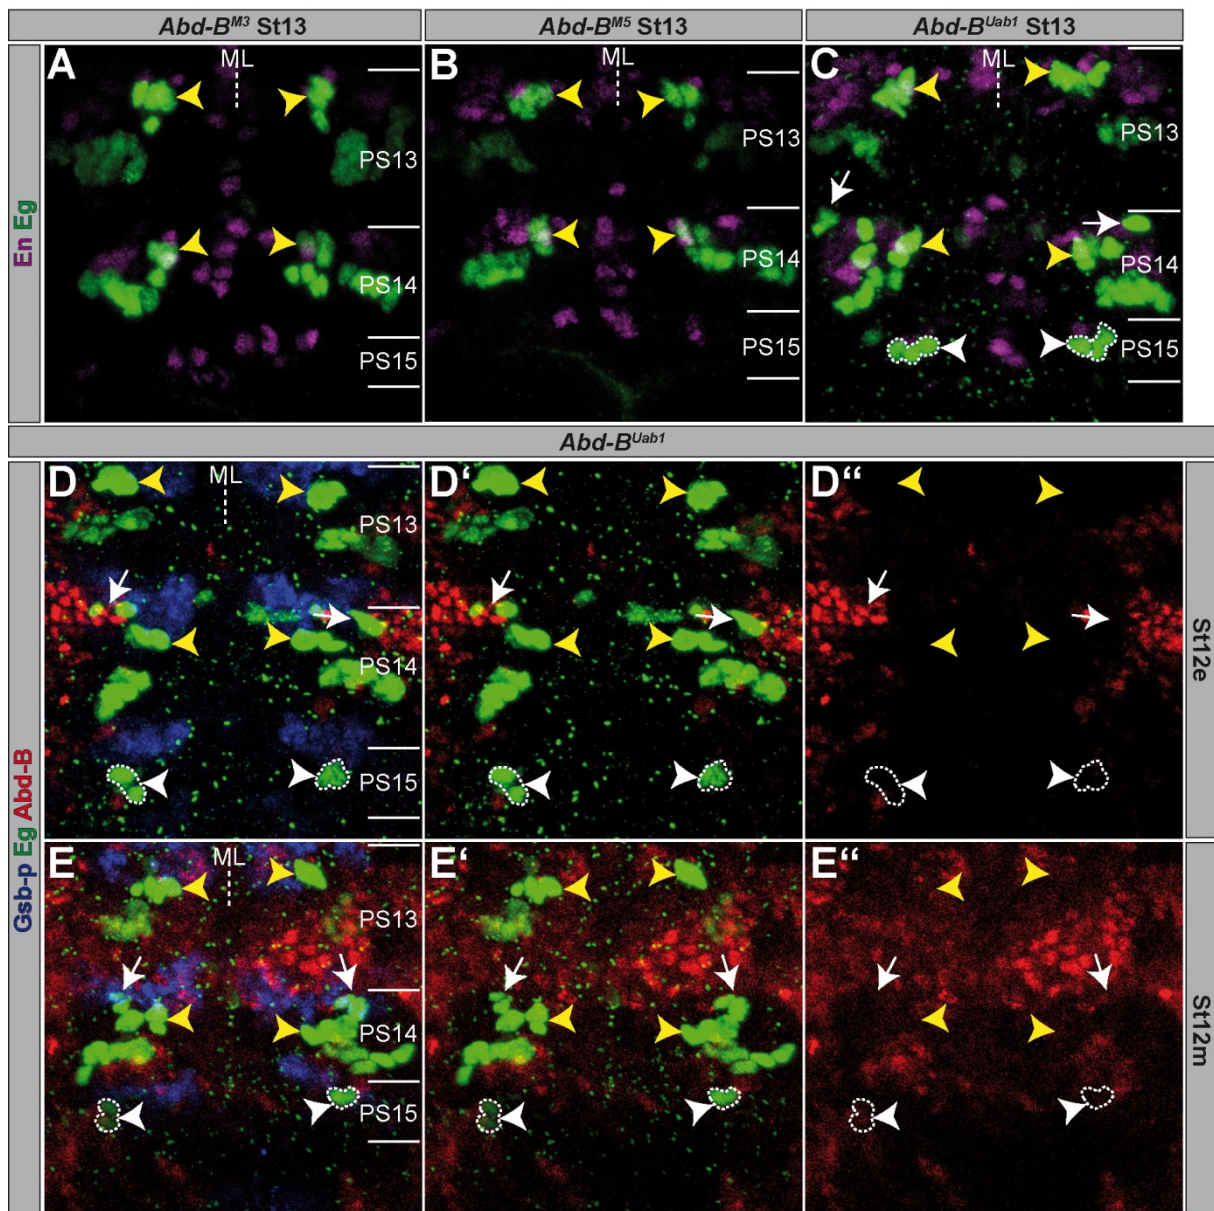 Abd-B^M3 St13
Abd-B^M5 St13
Abd-B^Uab1 St13
En Eg
A
ML
PS13
PS14
PS15
B
ML
PS13
PS14
PS15
C
ML
PS13
PS14
PS15
Abd-B^Uab1
Gsb-p Eg Abd-B
D
ML
PS13
PS14
PS15
D‘
D“
St12e
E
ML
PS13
PS14
PS15
E‘
E“
St12m